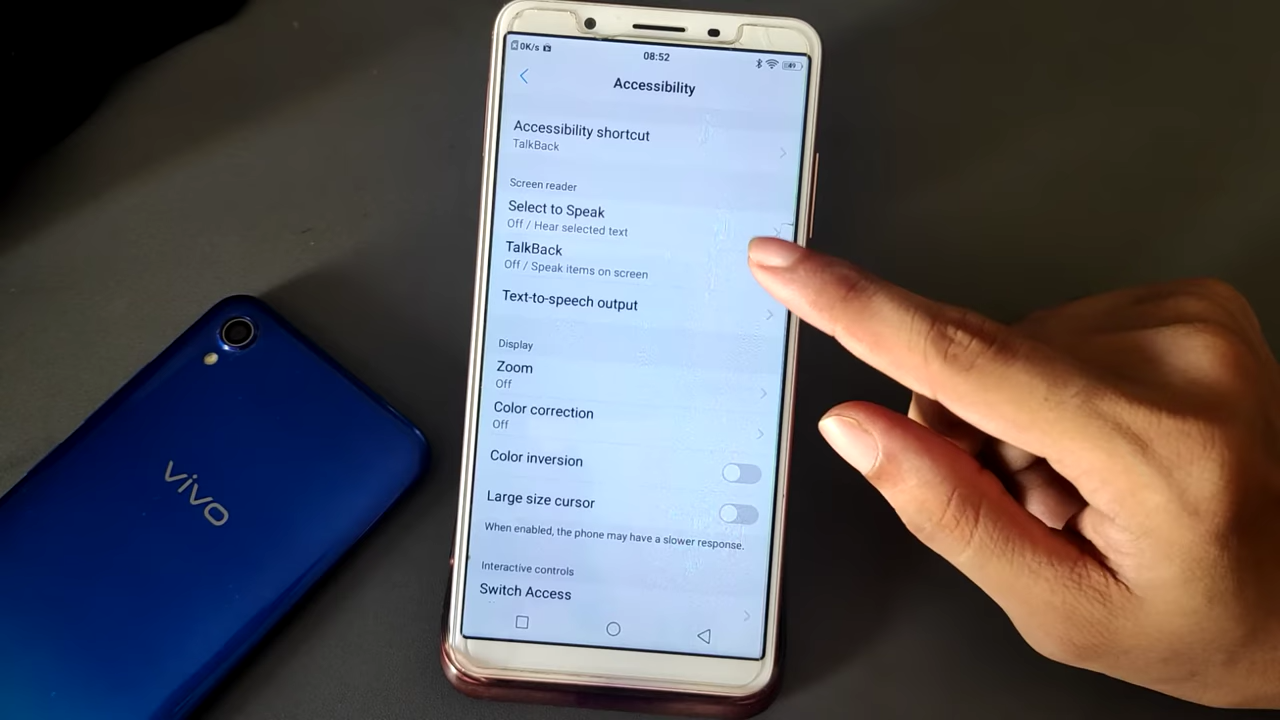 0K/s
08:52
49
Accessibility
Accessibility shortcut
TalkBack
Screen reader
Select to Speak
Off / Hear selected text
TalkBack
Off / Speak items on screen
Text-to-speech output
Display
Zoom
Off
Color correction
Off
Color inversion
Large size cursor
When enabled, the phone may have a slower response.
Interactive controls
Switch Access
vivo